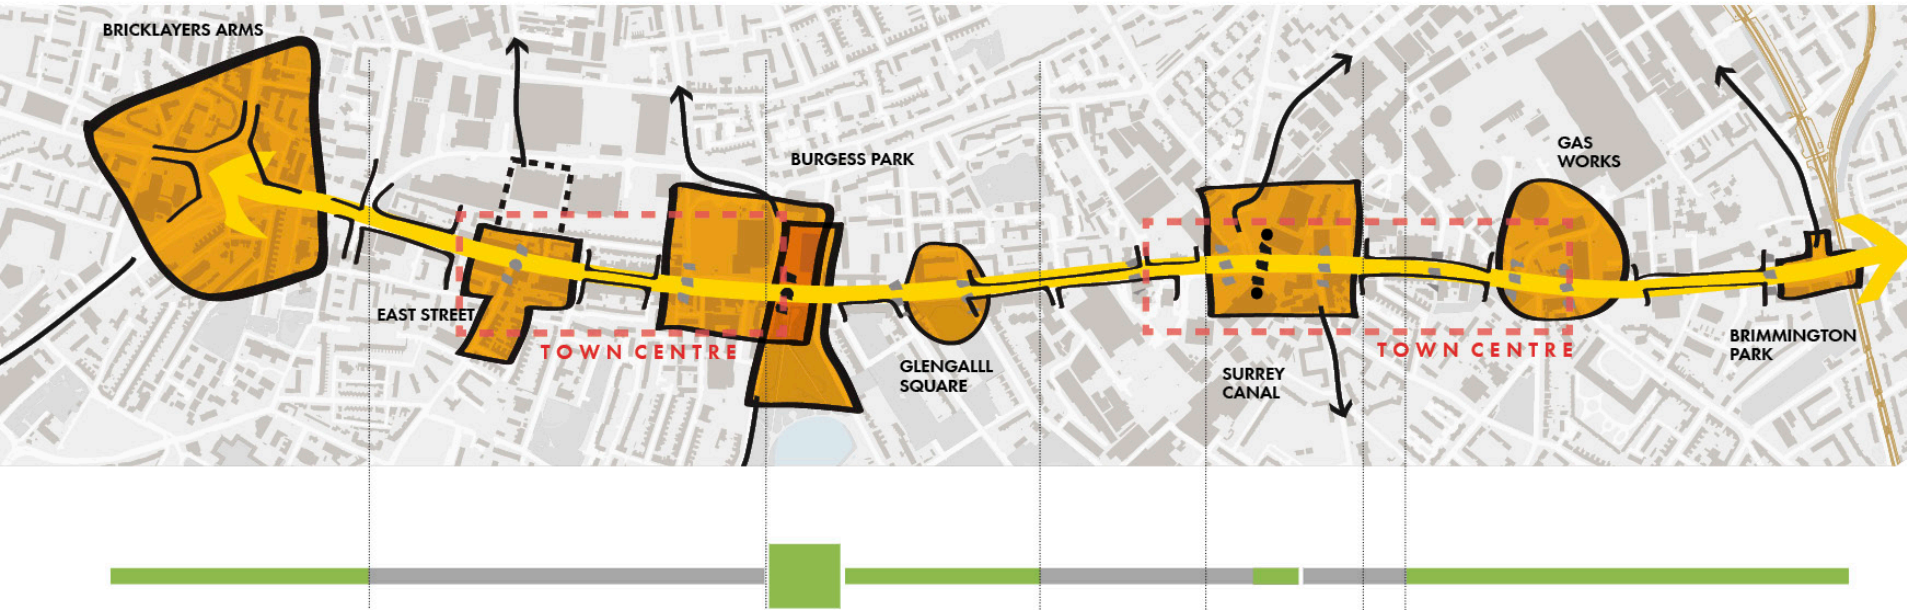 BRICKLAYERS ARMS
BURGESS PARK
GAS
WORKS
EAST STREET
TOWN CENTRE
GLENGALLL
SQUARE
SURREY
CANAL
TOWN CENTRE
BRIMMINGTON
PARK